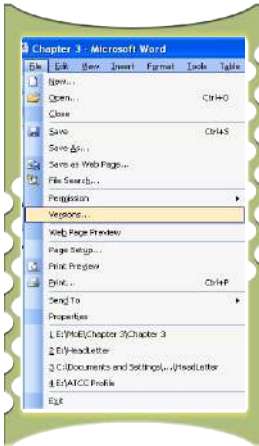 Chapter 3 - Microsoft Word
File Edit View Insert Format Tools Table
New...
Open... Ctrl+O
Close
Save Ctrl+S
Save As...
Save as Web Page...
File Search...
Permission
Versions...
Web Page Preview
Page Setup...
Print Preview
Print... Ctrl+P
Send To
Properties
1 E:\MoE\Chapter 3\Chapter 3
2 E:\HeadLetter
3 C:\Documents and Settings\...\HeadLetter
4 E:\ATCC Profile
Exit